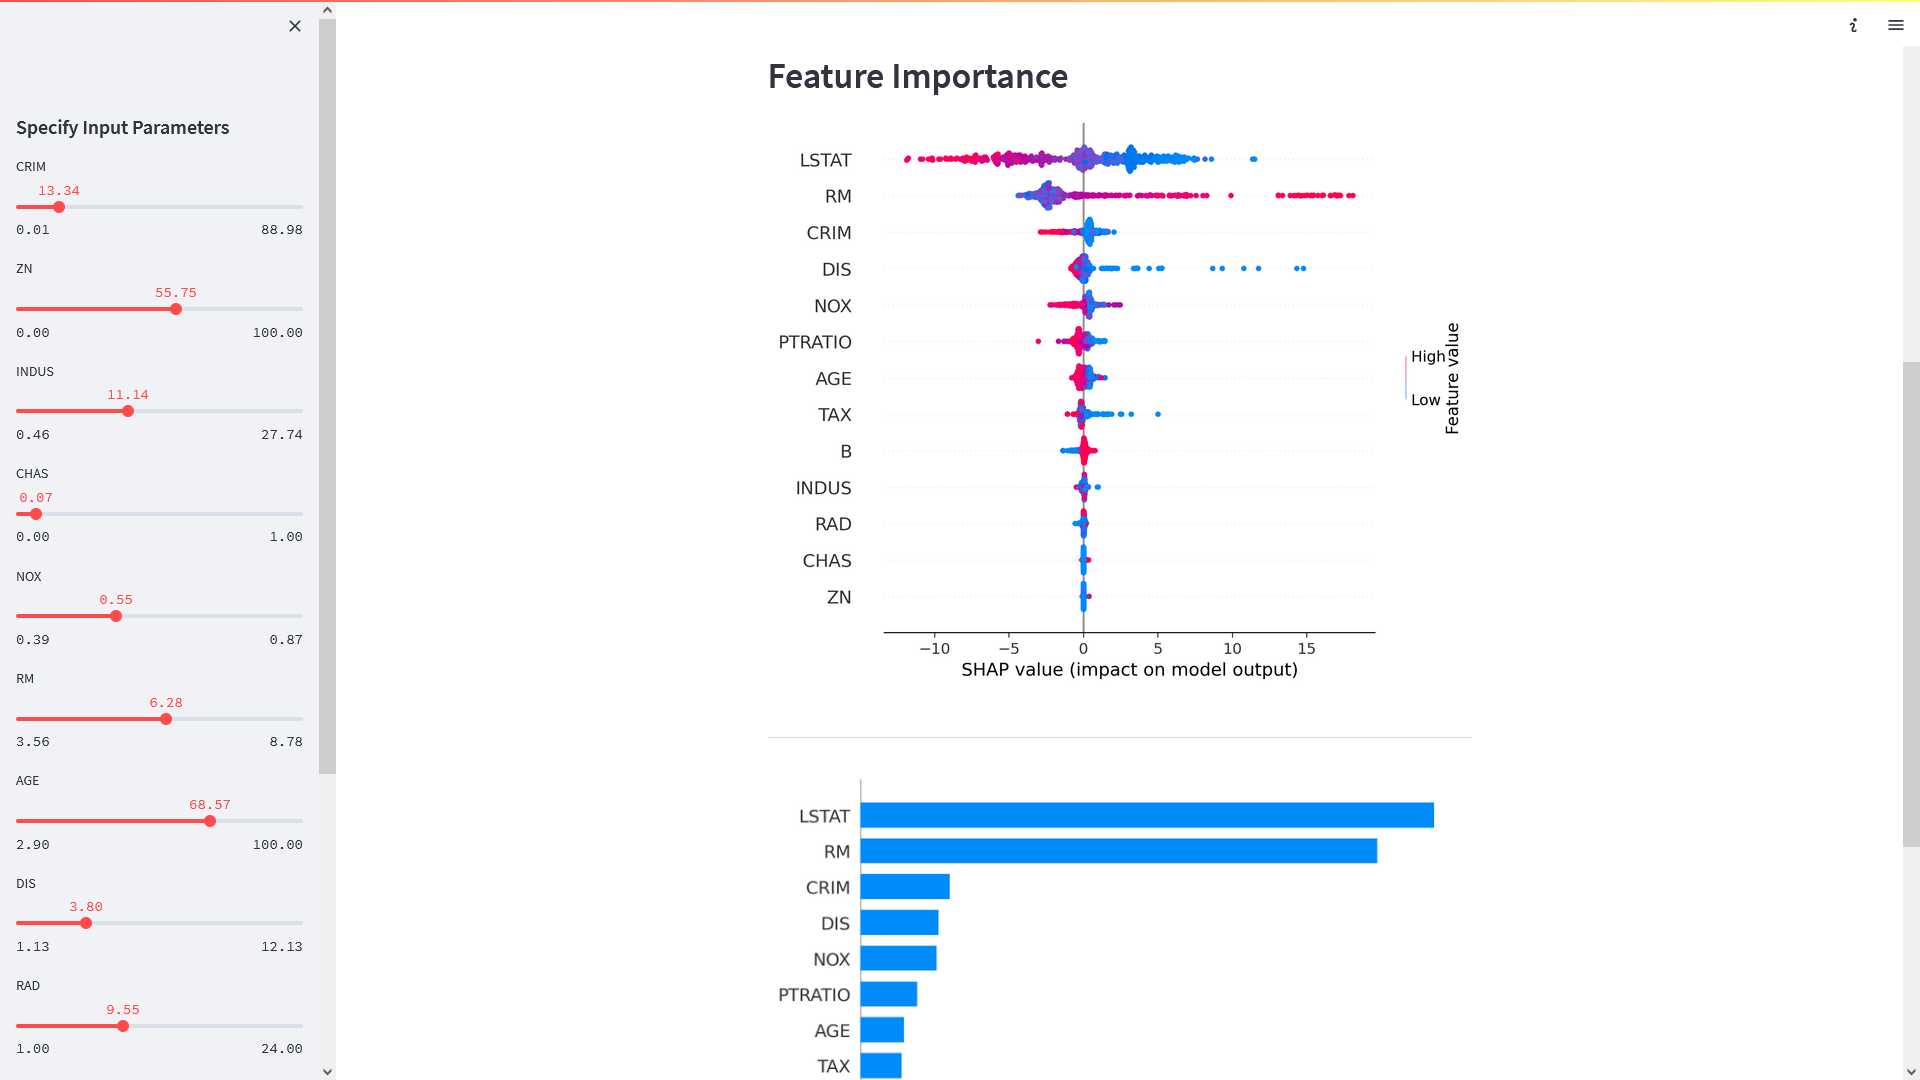 Specify Input Parameters
CRIM
13.34
0.01 88.98
ZN
55.75
0.00 100.00
INDUS
11.14
0.46 27.74
CHAS
0.07
0.00 1.00
NOX
0.55
0.39 0.87
RM
6.28
3.56 8.78
AGE
68.57
2.90 100.00
DIS
3.80
1.13 12.13
RAD
9.55
1.00 24.00
Feature Importance
LSTAT
RM
CRIM
DIS
NOX
PTRATIO
AGE
TAX
B
INDUS
RAD
CHAS
ZN
−10 −5 0 5 10 15
SHAP value (impact on model output)
High
Low
Feature value
LSTAT
RM
CRIM
DIS
NOX
PTRATIO
AGE
TAX